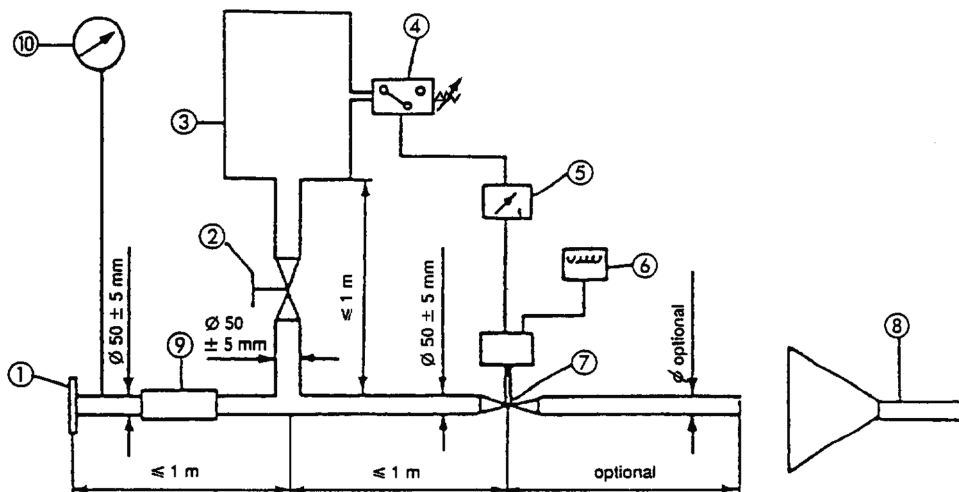 10
4
3
5
2
6
Ø 50 ± 5 mm
≤ 1 m
Ø 50 ± 5 mm
Ø 50
± 5 mm
Ø optional
1
9
7
8
≤ 1 m
≤ 1 m
optional